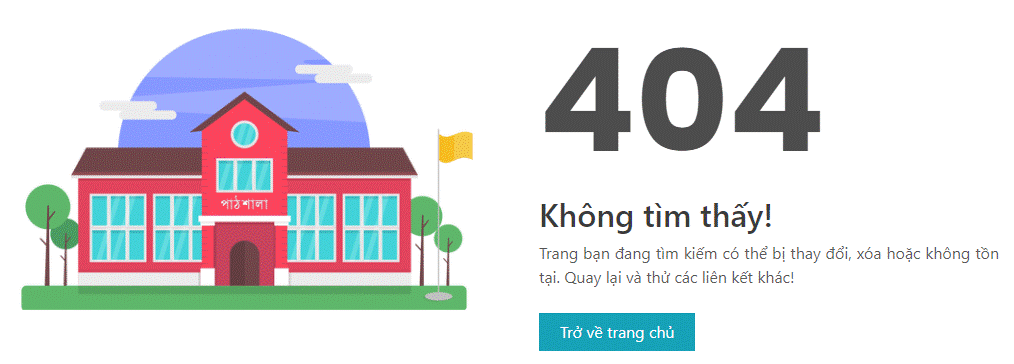 404
পাঠশালা
Không tìm thấy!
Trang bạn đang tìm kiếm có thể bị thay đổi, xóa hoặc không tồn
tại. Quay lại và thử các liên kết khác!
Trở về trang chủ